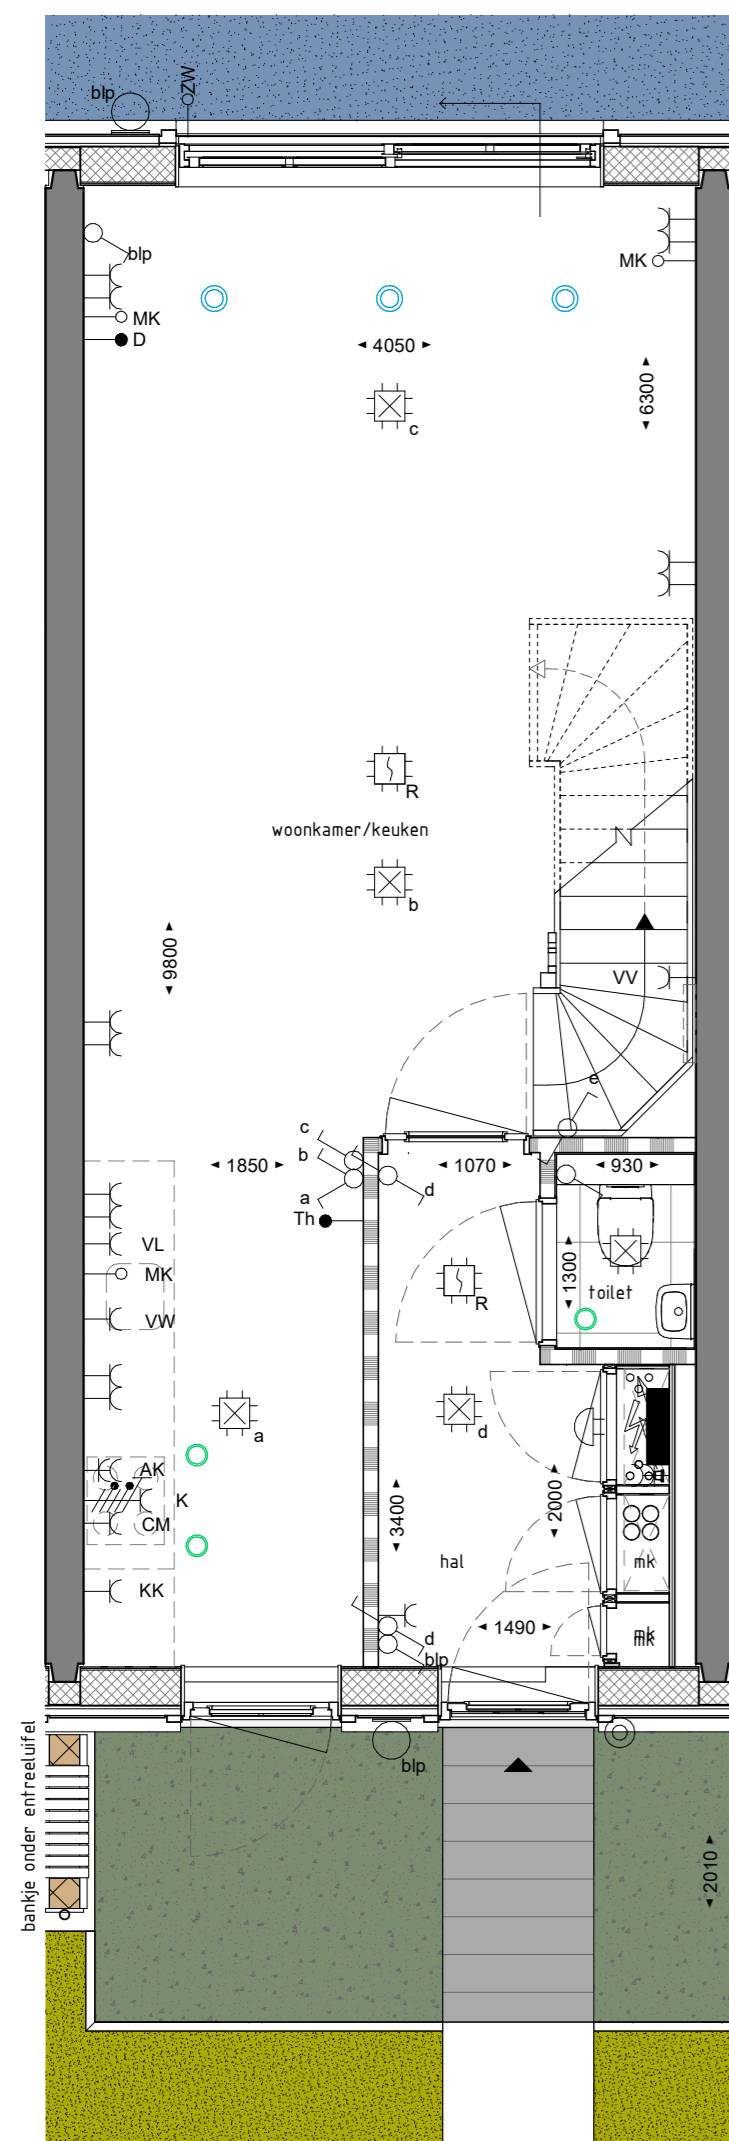 blp
ZW
blp
MK
D
MK
4050
6300
c
R
woonkamer/keuken
b
9800
VV
e
c
b
a
1850
d
1070
930
Th
VL
MK
VW
1300
toilet
R
a
d
AK
K
CM
KK
3400
2000
hal
mk
mk
1490
d
blp
blp
bankje onder entreeluifel
2010